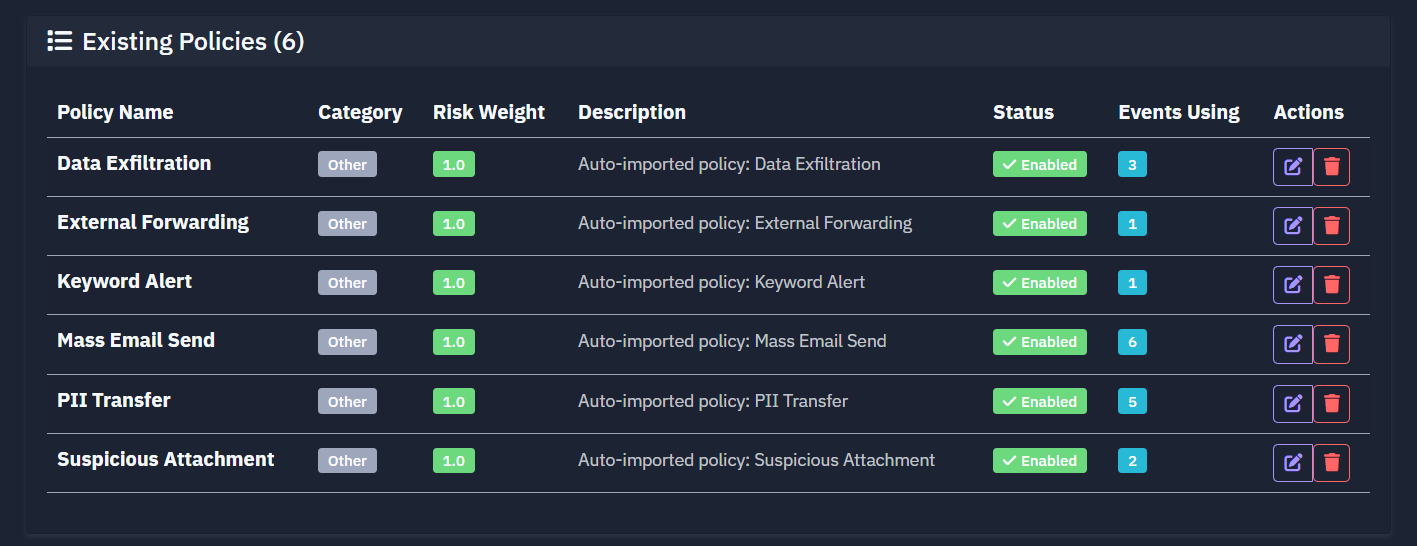 Existing Policies (6)
Policy Name Category Risk Weight Description Status Events Using Actions
Data Exfiltration Other 1.0 Auto-imported policy: Data Exfiltration Enabled 3
External Forwarding Other 1.0 Auto-imported policy: External Forwarding Enabled 1
Keyword Alert Other 1.0 Auto-imported policy: Keyword Alert Enabled 1
Mass Email Send Other 1.0 Auto-imported policy: Mass Email Send Enabled 6
PII Transfer Other 1.0 Auto-imported policy: PII Transfer Enabled 5
Suspicious Attachment Other 1.0 Auto-imported policy: Suspicious Attachment Enabled 2